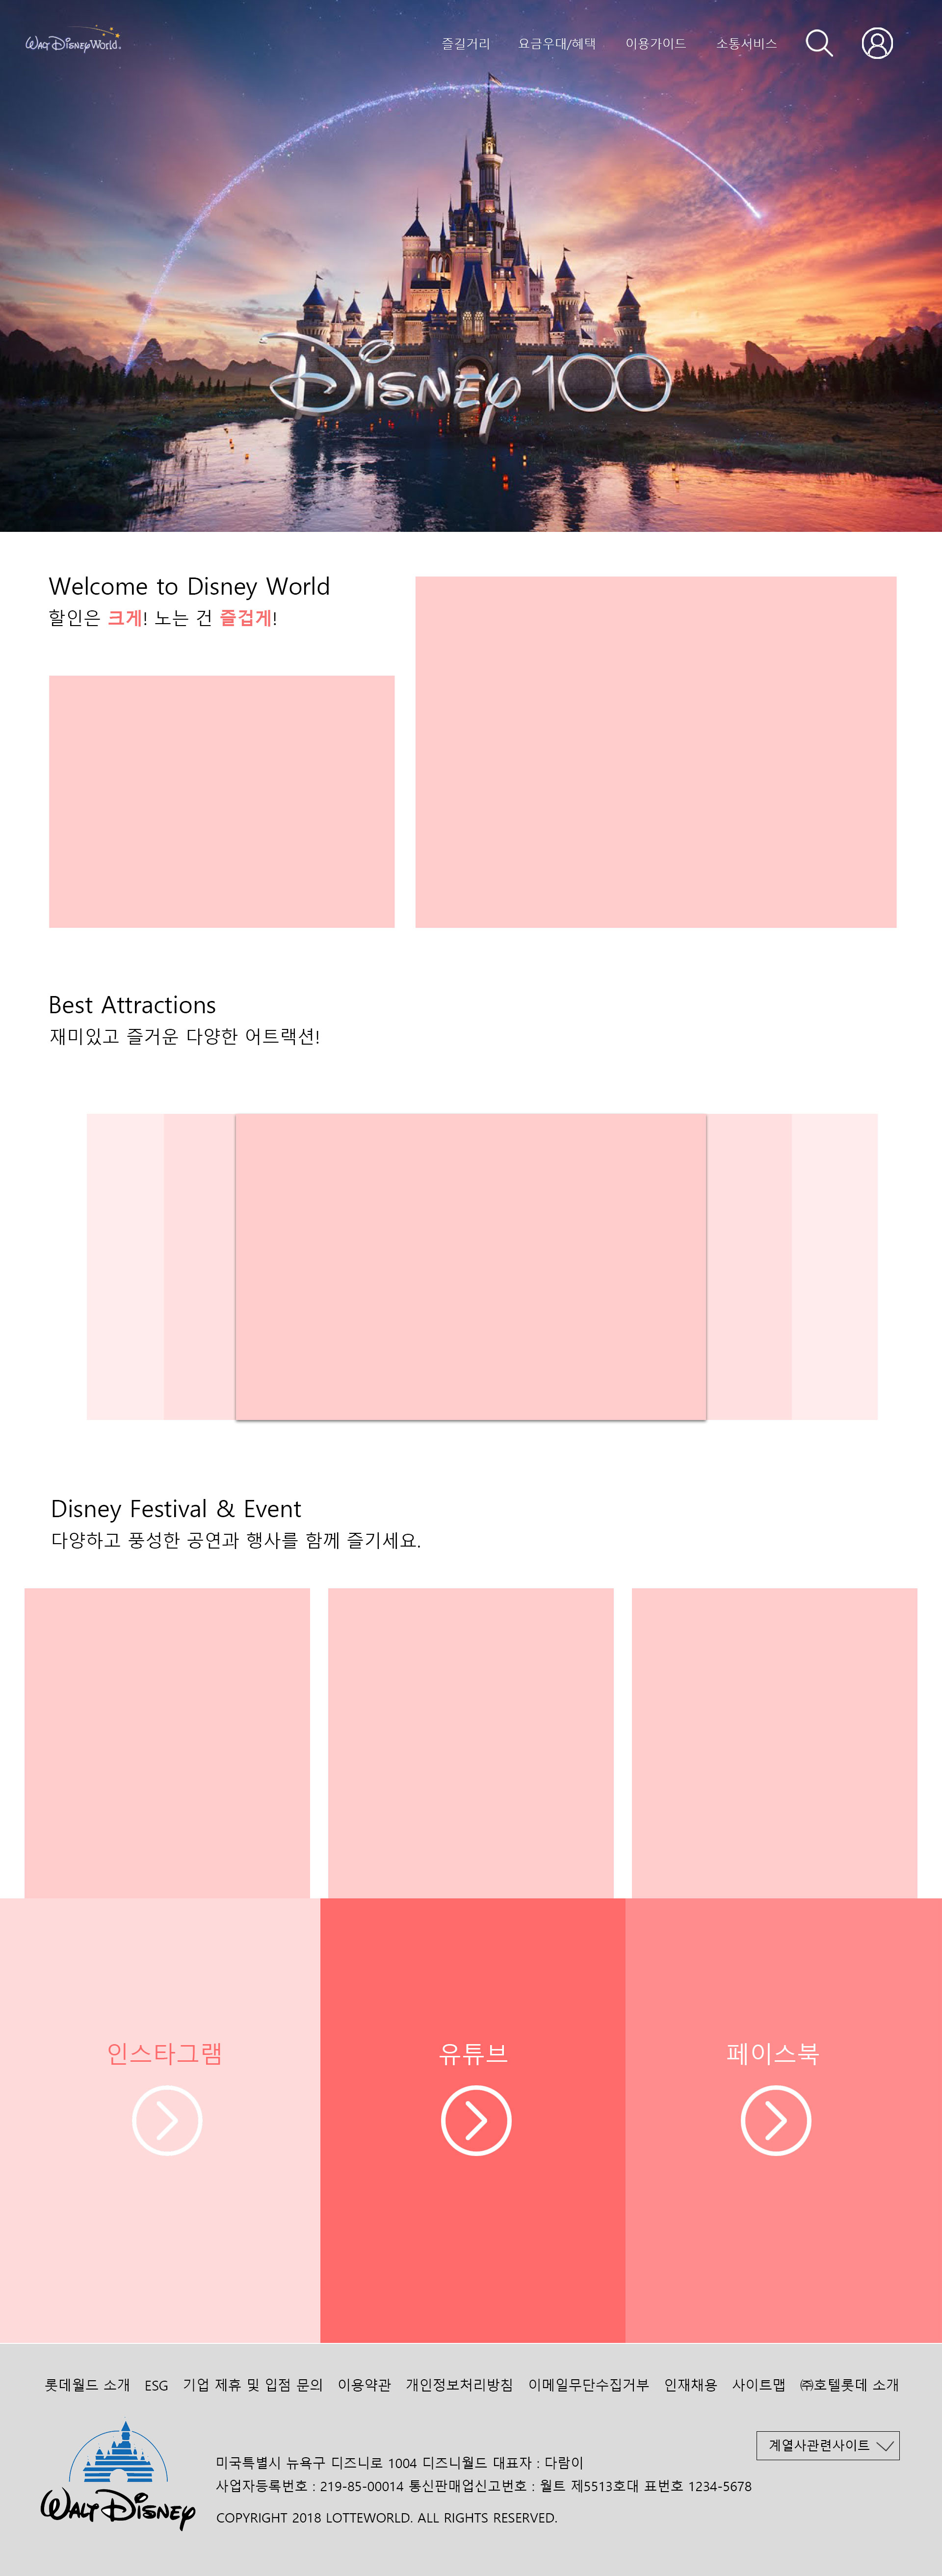 Walt Disney World
즐길거리 요금우대/혜택 이용가이드 소통서비스
Disney 100
Welcome to Disney World
할인은 크게! 노는 건 즐겁게!
Best Attractions
재미있고 즐거운 다양한 어트랙션!
Disney Festival & Event
다양하고 풍성한 공연과 행사를 함께 즐기세요.
인스타그램 유튜브 페이스북
롯데월드 소개 ESG 기업 제휴 및 입점 문의 이용약관 개인정보처리방침 이메일무단수집거부 인재채용 사이트맵 ㈜호텔롯데 소개
계열사관련사이트
미국특별시 뉴욕구 디즈니로 1004 디즈니월드 대표자 : 다람이
사업자등록번호 : 219-85-00014 통신판매업신고번호 : 월트 제5513호대 표번호 1234-5678
WALT DISNEY
COPYRIGHT 2018 LOTTEWORLD. ALL RIGHTS RESERVED.